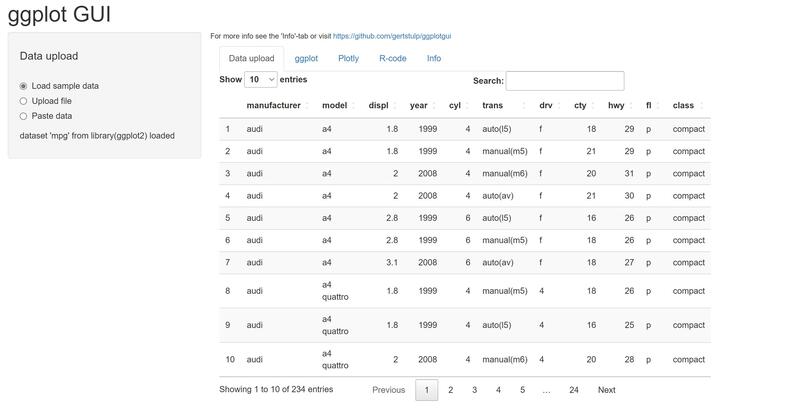 ggplot GUI
For more info see the 'Info'-tab or visit https://github.com/gertstulp/ggplotgui
Data upload
Load sample data
Upload file
Paste data
dataset 'mpg' from library(ggplot2) loaded
Data upload ggplot Plotly R-code Info
Show 10 entries Search:
manufacturer model displ year cyl trans drv cty hwy fl class
1 audi a4 1.8 1999 4 auto(l5) f 18 29 p compact
2 audi a4 1.8 1999 4 manual(m5) f 21 29 p compact
3 audi a4 2 2008 4 manual(m6) f 20 31 p compact
4 audi a4 2 2008 4 auto(av) f 21 30 p compact
5 audi a4 2.8 1999 6 auto(l5) f 16 26 p compact
6 audi a4 2.8 1999 6 manual(m5) f 18 26 p compact
7 audi a4 3.1 2008 6 auto(av) f 18 27 p compact
8 audi a4 quattro 1.8 1999 4 manual(m5) 4 18 26 p compact
9 audi a4 quattro 1.8 1999 4 auto(l5) 4 16 25 p compact
10 audi a4 quattro 2 2008 4 manual(m6) 4 20 28 p compact
Showing 1 to 10 of 234 entries Previous 1 2 3 4 5 … 24 Next